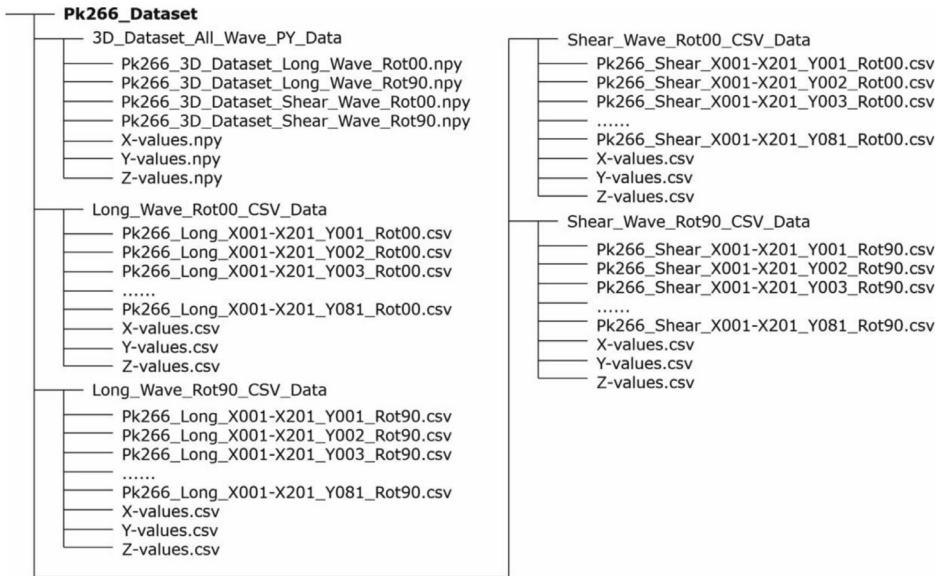 Pk266_Dataset
3D_Dataset_All_Wave_PY_Data
Pk266_3D_Dataset_Long_Wave_Rot00.npy
Pk266_3D_Dataset_Long_Wave_Rot90.npy
Pk266_3D_Dataset_Shear_Wave_Rot00.npy
Pk266_3D_Dataset_Shear_Wave_Rot90.npy
X-values.npy
Y-values.npy
Z-values.npy
Long_Wave_Rot00_CSV_Data
Pk266_Long_X001-X201_Y001_Rot00.csv
Pk266_Long_X001-X201_Y002_Rot00.csv
Pk266_Long_X001-X201_Y003_Rot00.csv
......
Pk266_Long_X001-X201_Y081_Rot00.csv
X-values.csv
Y-values.csv
Z-values.csv
Long_Wave_Rot90_CSV_Data
Pk266_Long_X001-X201_Y001_Rot90.csv
Pk266_Long_X001-X201_Y002_Rot90.csv
Pk266_Long_X001-X201_Y003_Rot90.csv
......
Pk266_Long_X001-X201_Y081_Rot90.csv
X-values.csv
Y-values.csv
Z-values.csv
Shear_Wave_Rot00_CSV_Data
Pk266_Shear_X001-X201_Y001_Rot00.csv
Pk266_Shear_X001-X201_Y002_Rot00.csv
Pk266_Shear_X001-X201_Y003_Rot00.csv
......
Pk266_Shear_X001-X201_Y081_Rot00.csv
X-values.csv
Y-values.csv
Z-values.csv
Shear_Wave_Rot90_CSV_Data
Pk266_Shear_X001-X201_Y001_Rot90.csv
Pk266_Shear_X001-X201_Y002_Rot90.csv
Pk266_Shear_X001-X201_Y003_Rot90.csv
......
Pk266_Shear_X001-X201_Y081_Rot90.csv
X-values.csv
Y-values.csv
Z-values.csv